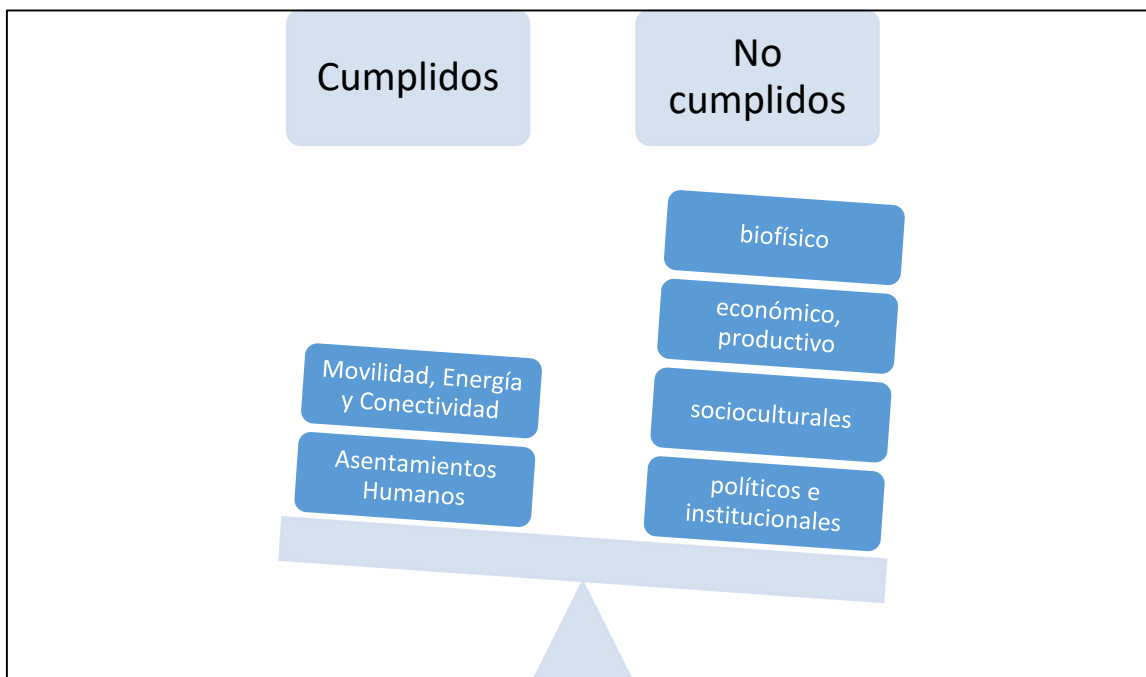 Cumplidos
No
cumplidos
Movilidad, Energía
y Conectividad
Asentamientos
Humanos
biofísico
económico,
productivo
socioculturales
políticos e
institucionales